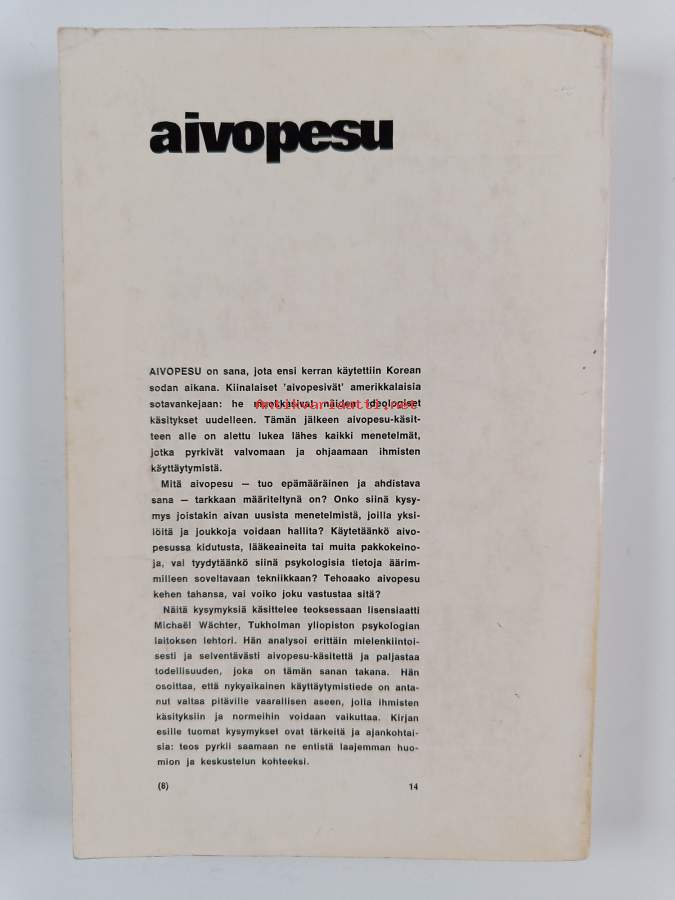 aivopesu
AIVOPESU on sana, jota ensi kerran käytettiin Korean
sodan aikana. Kiinalaiset 'aivopesivät' amerikkalaisia
sotavankejaan: he muokkasivat näiden ideologiset
antikvariaatti.net
käsitykset uudelleen. Tämän jälkeen aivopesu-käsit-
teen alle on alettu lukea lähes kaikki menetelmät,
jotka pyrkivät valvomaan ja ohjaamaan ihmisten
käyttäytymistä.
Mitä aivopesu — tuo epämääräinen ja ahdistava
sana — tarkkaan määriteltynä on? Onko siinä kysy-
mys joistakin aivan uusista menetelmistä, joilla yksi-
löitä ja joukkoja voidaan hallita? Käytetäänkö aivo-
pesussa kidutusta, lääkeaineita tai muita pakkokeino-
ja, vai tyydytäänkö siinä psykologisia tietoja äärim-
milleen soveltavaan tekniikkaan? Tehoaako aivopesu
kehen tahansa, vai voiko joku vastustaa sitä?
Näitä kysymyksiä käsittelee teoksessaan lisensiaatti
Michaël Wächter, Tukholman yliopiston psykologian
laitoksen lehtori. Hän analysoi erittäin mielenkiintoi-
sesti ja selventävästi aivopesu-käsitettä ja paljastaa
todellisuuden, joka on tämän sanan takana. Hän
osoittaa, että nykyaikainen käyttäytymistiede on anta-
nut valtaa pitäville vaarallisen aseen, jolla ihmisten
käsityksiin ja normeihin voidaan vaikuttaa. Kirjan
esille tuomat kysymykset ovat tärkeitä ja ajankohtai-
sia: teos pyrkii saamaan ne entistä laajemman huo-
mion ja keskustelun kohteeksi.
(6) 14